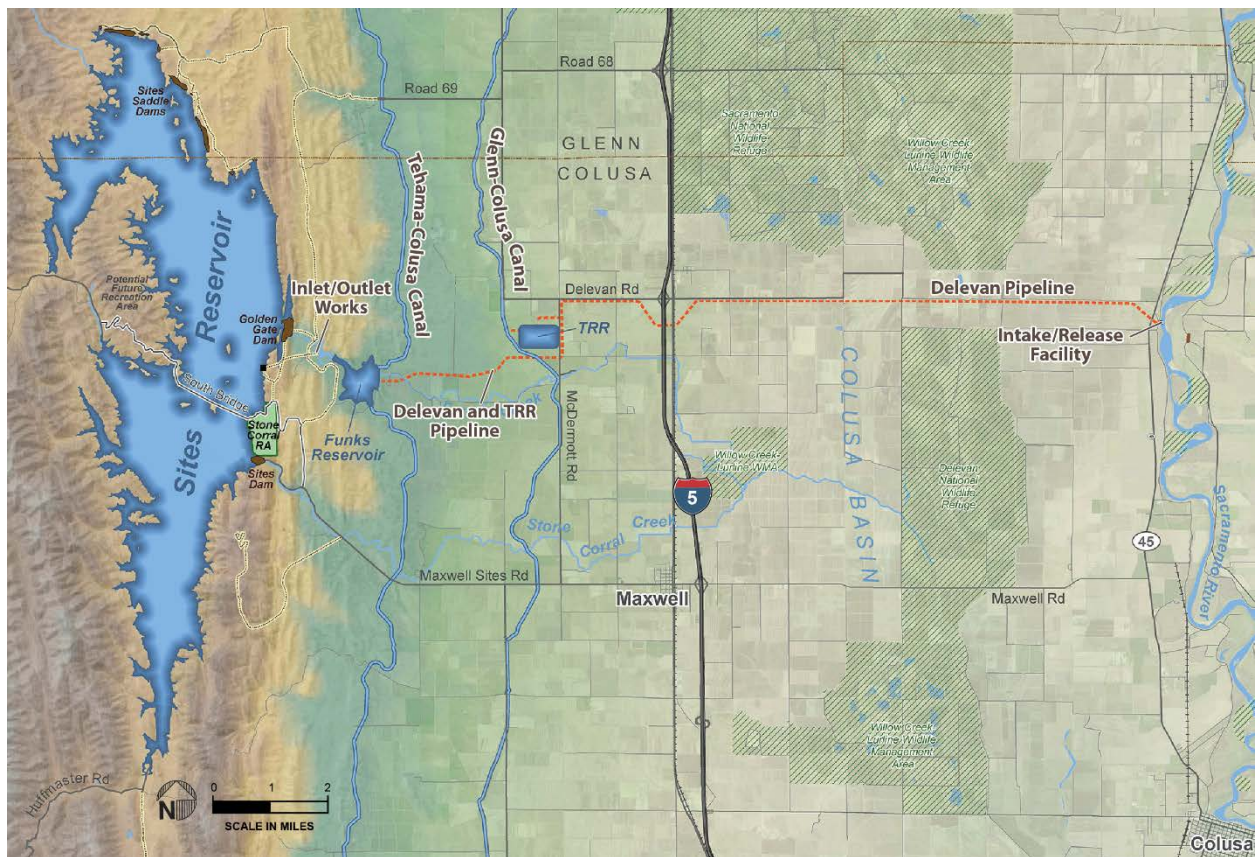 Sites
Saddle
Dams
Road 68
Road 69
Sacramento
National
Wildlife
Refuge
Willow Creek-
Lurline Wildlife
Management
Area
GLENN
COLUSA
Tehama-Colusa Canal
Glenn-Colusa Canal
Reservoir
Sites
Potential
Future
Recreation
Area
Inlet/Outlet
Works
Golden
Gate
Dam
Delevan Rd
Delevan Pipeline
TRR
Intake/Release
Facility
South Bridge
Stone
Corral
RA
Sites
Dam
Funks
Reservoir
Delevan and TRR
Pipeline
McDermott Rd
COLUSA
BASIN
Willow Creek-
Lurline WMA
Delevan
National
Wildlife
Refuge
5
Stone
Corral
Creek
45
Sacramento River
Maxwell Sites Rd
Maxwell
Maxwell Rd
Willow Creek-
Lurline Wildlife
Management
Area
Huffmaster Rd
N
0 1 2
SCALE IN MILES
Colusa